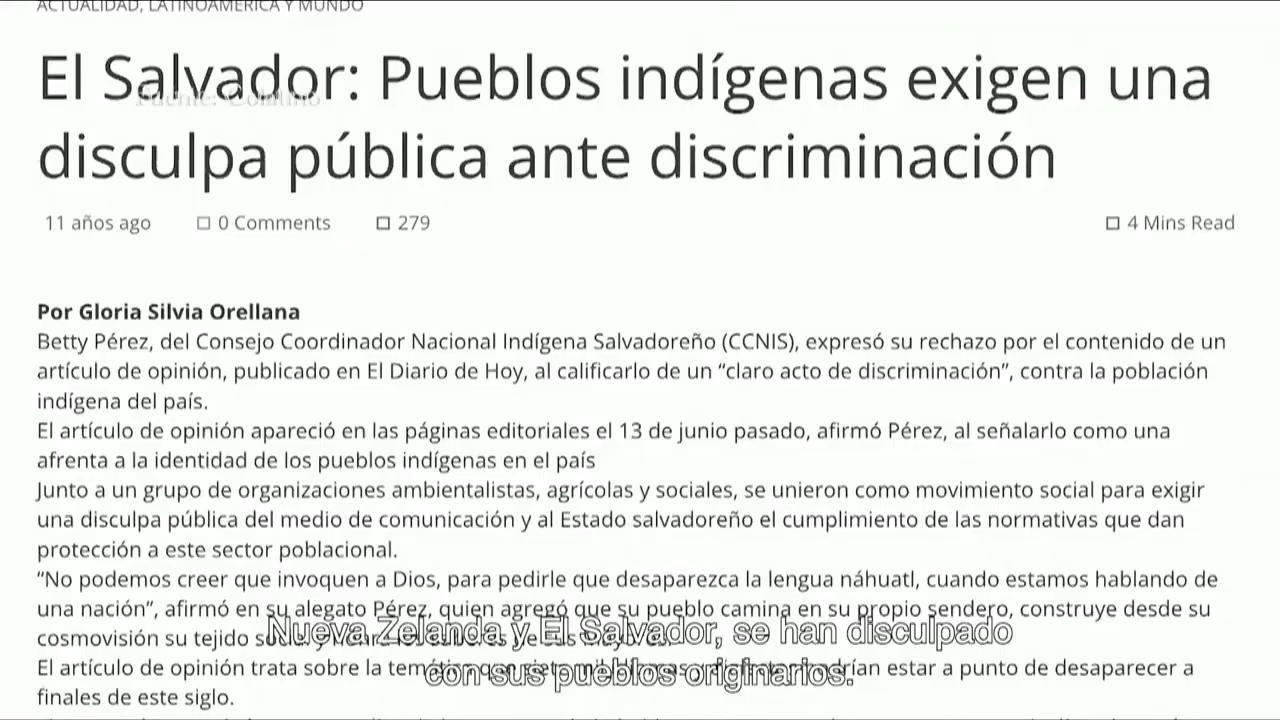 ACTUALIDAD, LATINOAMÉRICA Y MUNDO
El Salvador: Pueblos indígenas exigen una
disculpa pública ante discriminación
Fuente: Colatino
11 años ago 0 Comments 279 4 Mins Read
Por Gloria Silvia Orellana
Betty Pérez, del Consejo Coordinador Nacional Indígena Salvadoreño (CCNIS), expresó su rechazo por el contenido de un
artículo de opinión, publicado en El Diario de Hoy, al calificarlo de un “claro acto de discriminación”, contra la población
indígena del país.
El artículo de opinión apareció en las páginas editoriales el 13 de junio pasado, afirmó Pérez, al señalarlo como una
afrenta a la identidad de los pueblos indígenas en el país
Junto a un grupo de organizaciones ambientalistas, agrícolas y sociales, se unieron como movimiento social para exigir
una disculpa pública del medio de comunicación y al Estado salvadoreño el cumplimiento de las normativas que dan
protección a este sector poblacional.
“No podemos creer que invoquen a Dios, para pedirle que desaparezca la lengua náhuatl, cuando estamos hablando de
una nación”, afirmó en su alegato Pérez, quien agregó que su pueblo camina en su propio sendero, construye desde su
cosmovisión su tejido
El artículo de opinión trata sobre la estar a punto de desaparecer a
finales de este siglo.
Nueva Zelanda y El Salvador, se han disculpado
con sus pueblos originarios.